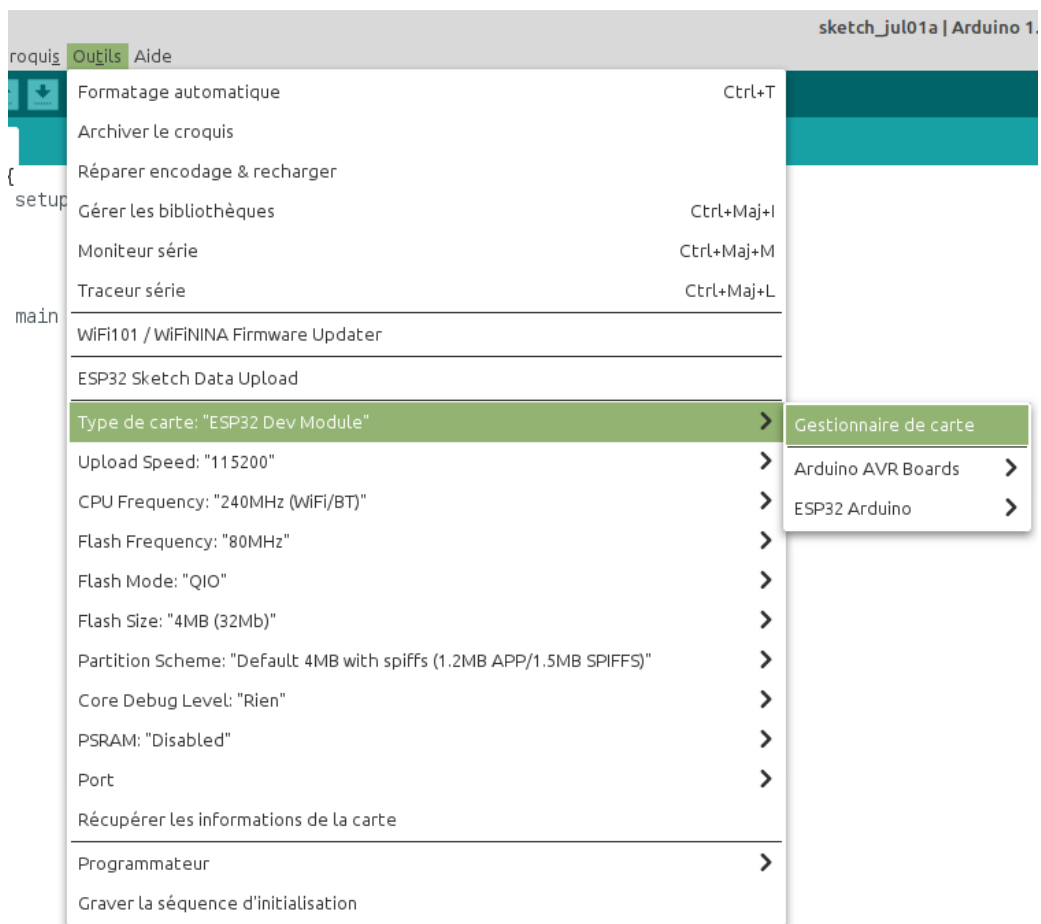 sketch_jul01a | Arduino 1.
roquis Outils Aide
Formatage automatique Ctrl+T
Archiver le croquis
Réparer encodage & recharger
{
setup
Gérer les bibliothèques Ctrl+Maj+I
Moniteur série Ctrl+Maj+M
Traceur série Ctrl+Maj+L
main
WiFi101 / WiFiNINA Firmware Updater
ESP32 Sketch Data Upload
Type de carte: "ESP32 Dev Module"
Gestionnaire de carte
Upload Speed: "115200"
Arduino AVR Boards
CPU Frequency: "240MHz (WiFi/BT)"
ESP32 Arduino
Flash Frequency: "80MHz"
Flash Mode: "QIO"
Flash Size: "4MB (32Mb)"
Partition Scheme: "Default 4MB with spiffs (1.2MB APP/1.5MB SPIFFS)"
Core Debug Level: "Rien"
PSRAM: "Disabled"
Port
Récupérer les informations de la carte
Programmateur
Graver la séquence d'initialisation